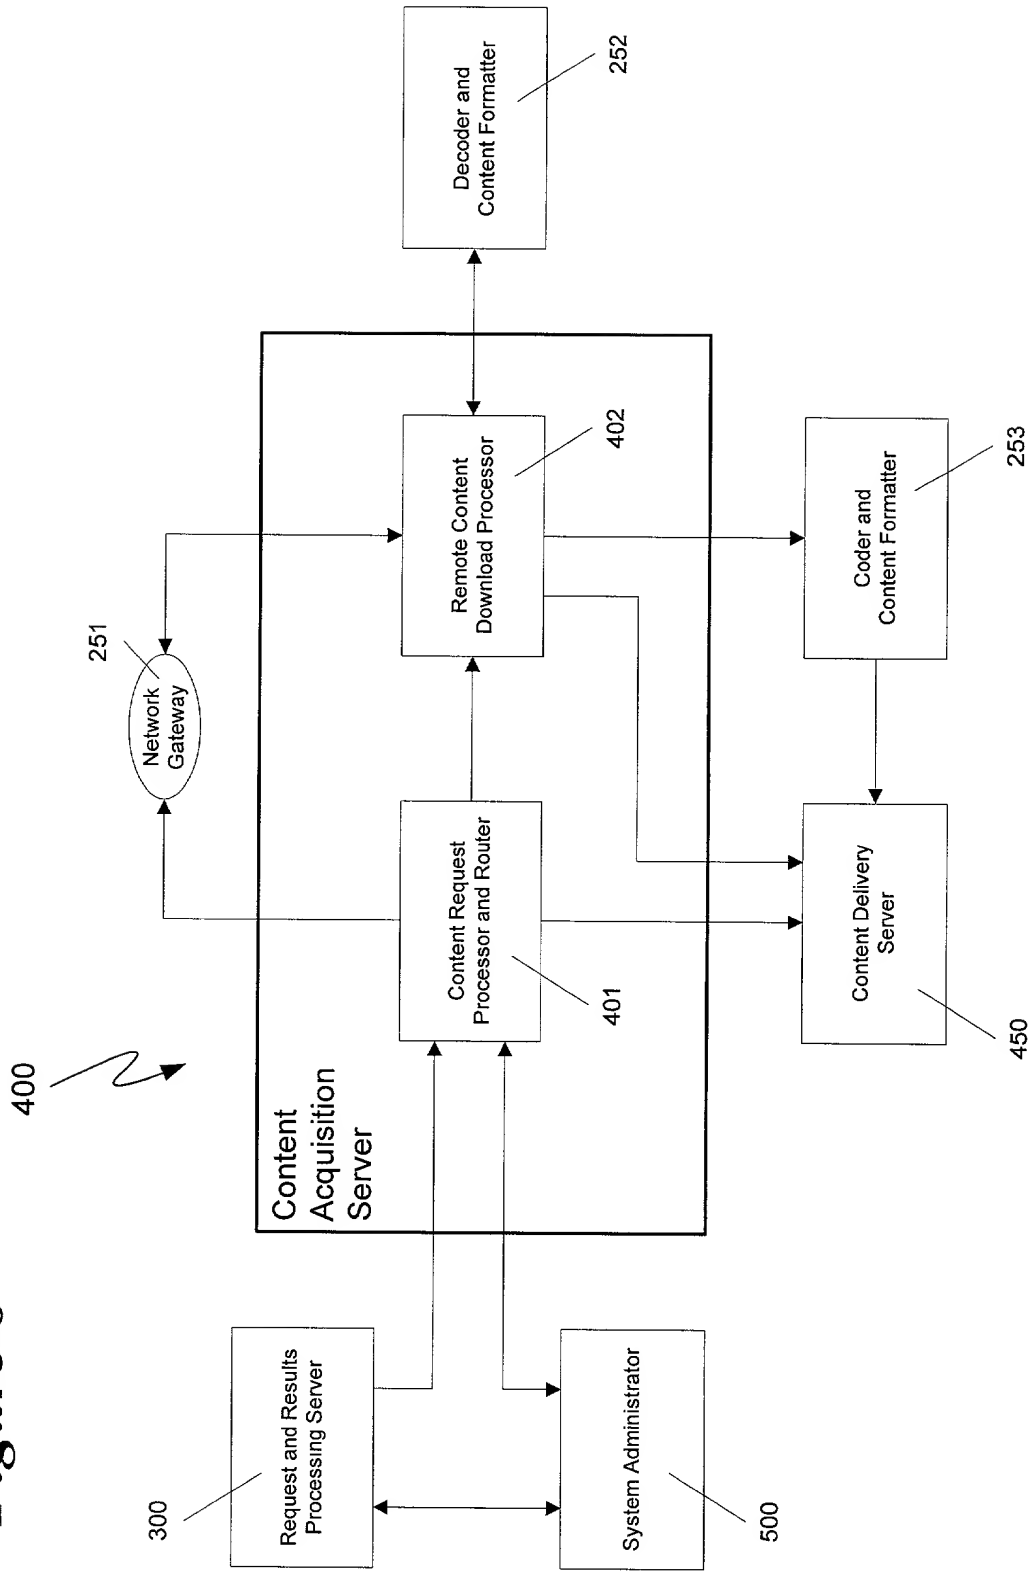 Figure
400
251
Network
Gateway
300
Request and Results
Processing Server
Content
Acquisition
Server
Content Request
Processor and Router
401
Remote Content
Download Processor
402
Decoder and
Content Formatter
252
System Administrator
500
Content Delivery
Server
450
Coder and
Content Formatter
253